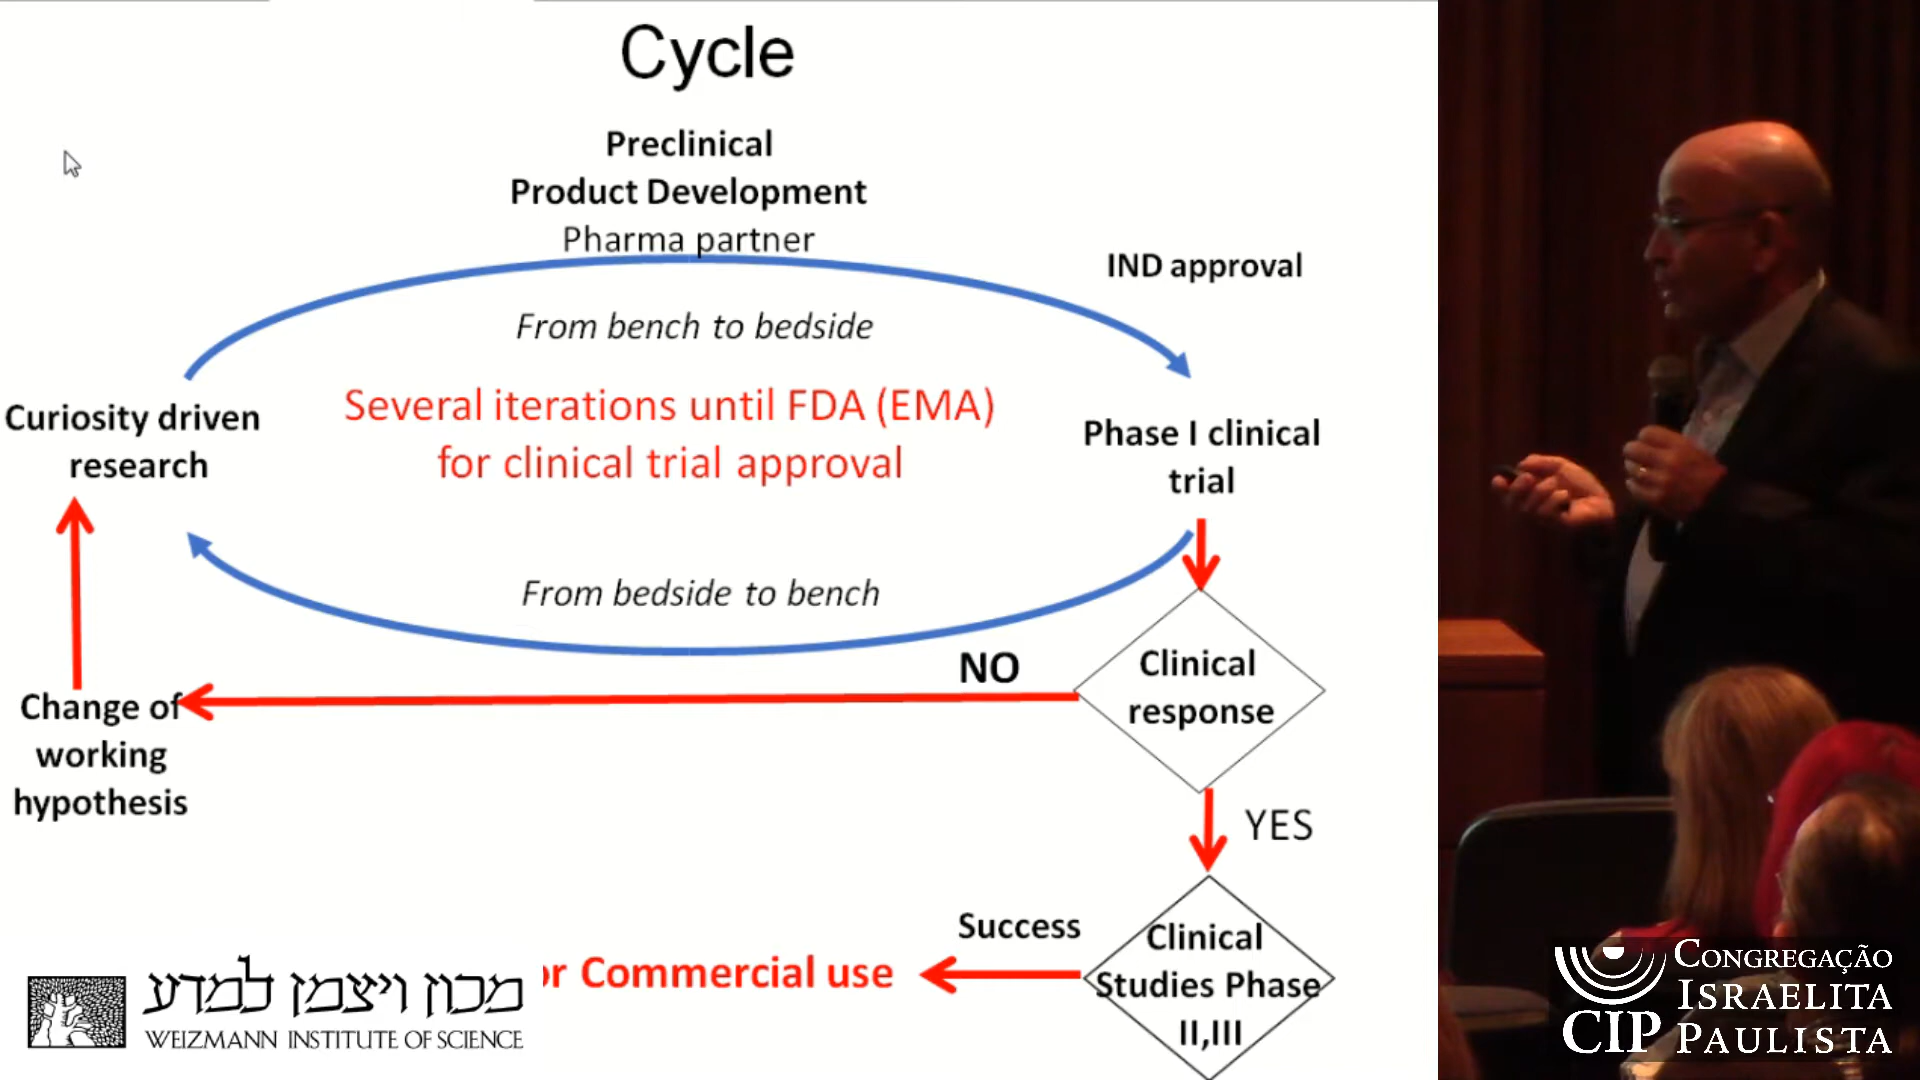 Cycle
Preclinical
Product Development
Pharma partner
IND approval
From bench to bedside
Several iterations until FDA (EMA)
for clinical trial approval
Curiosity driven
research
Phase I clinical
trial
From bedside to bench
NO
Clinical
response
Change of
working
hypothesis
YES
Success
Clinical
Studies Phase
II,III
or Commercial use
מכון ויצמן למדע
WEIZMANN INSTITUTE OF SCIENCE
CIP
CONGREGAÇÃO
ISRAELITA
PAULISTA